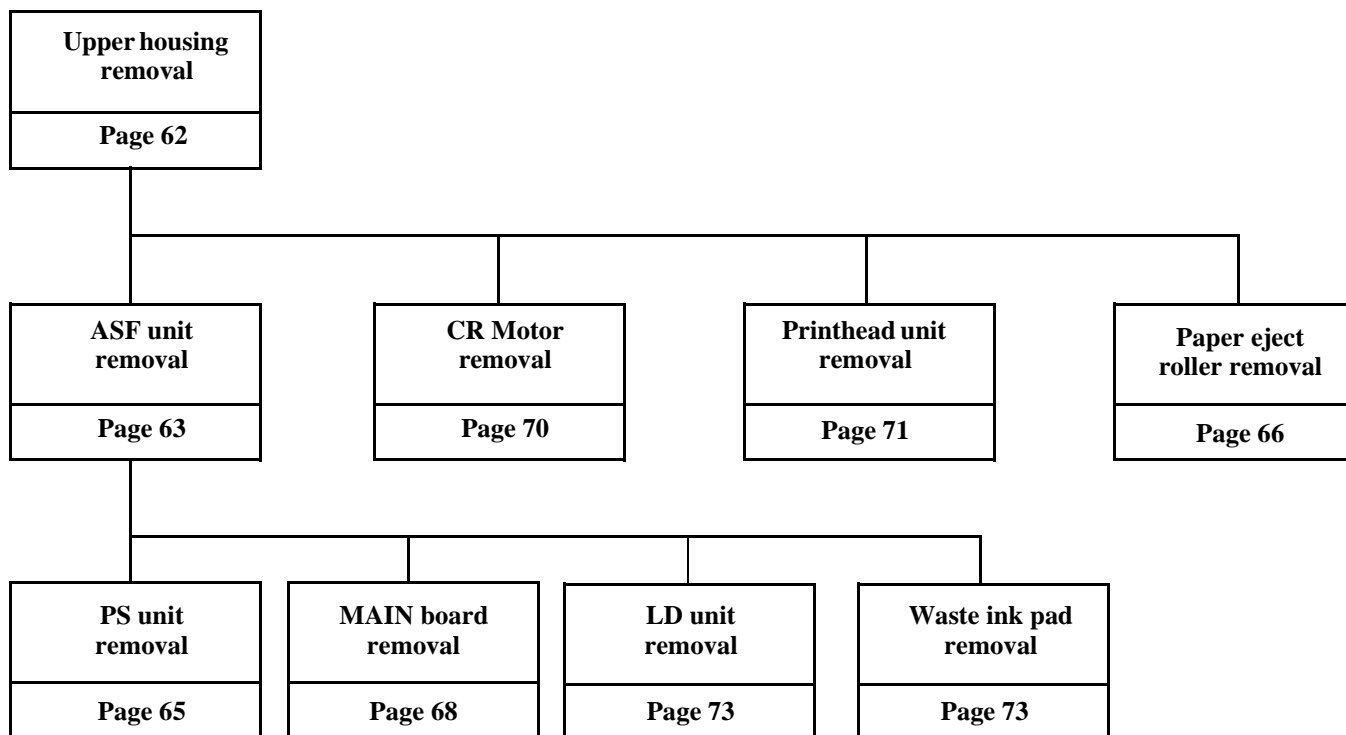 Upper housing
removal
Page 62
ASF unit
removal
Page 63
CR Motor
removal
Page 70
Printhead unit
removal
Page 71
Paper eject
roller removal
Page 66
PS unit
removal
Page 65
MAIN board
removal
Page 68
LD unit
removal
Page 73
Waste ink pad
removal
Page 73